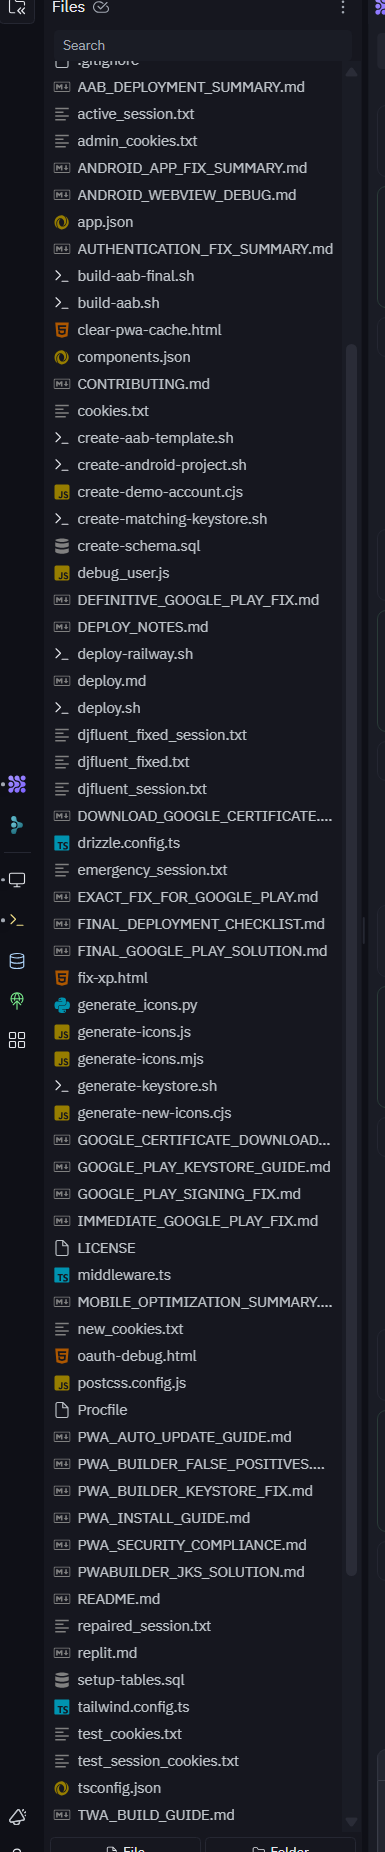 Files
Search
.gitignore
AAB_DEPLOYMENT_SUMMARY.md
active_session.txt
admin_cookies.txt
ANDROID_APP_FIX_SUMMARY.md
ANDROID_WEBVIEW_DEBUG.md
app.json
AUTHENTICATION_FIX_SUMMARY.md
build-aab-final.sh
build-aab.sh
clear-pwa-cache.html
components.json
CONTRIBUTING.md
cookies.txt
create-aab-template.sh
create-android-project.sh
create-demo-account.cjs
create-matching-keystore.sh
create-schema.sql
debug_user.js
DEFINITIVE_GOOGLE_PLAY_FIX.md
DEPLOY_NOTES.md
deploy-railway.sh
deploy.md
deploy.sh
djfluent_fixed_session.txt
djfluent_fixed.txt
djfluent_session.txt
DOWNLOAD_GOOGLE_CERTIFICATE....
drizzle.config.ts
emergency_session.txt
EXACT_FIX_FOR_GOOGLE_PLAY.md
FINAL_DEPLOYMENT_CHECKLIST.md
FINAL_GOOGLE_PLAY_SOLUTION.md
fix-xp.html
generate_icons.py
generate-icons.js
generate-icons.mjs
generate-keystore.sh
generate-new-icons.cjs
GOOGLE_CERTIFICATE_DOWNLOAD...
GOOGLE_PLAY_KEYSTORE_GUIDE.md
GOOGLE_PLAY_SIGNING_FIX.md
IMMEDIATE_GOOGLE_PLAY_FIX.md
LICENSE
middleware.ts
MOBILE_OPTIMIZATION_SUMMARY....
new_cookies.txt
oauth-debug.html
postcss.config.js
Procfile
PWA_AUTO_UPDATE_GUIDE.md
PWA_BUILDER_FALSE_POSITIVES....
PWA_BUILDER_KEYSTORE_FIX.md
PWA_INSTALL_GUIDE.md
PWA_SECURITY_COMPLIANCE.md
PWABUILDER_JKS_SOLUTION.md
README.md
repaired_session.txt
replit.md
setup-tables.sql
tailwind.config.ts
test_cookies.txt
test_session_cookies.txt
tsconfig.json
TWA_BUILD_GUIDE.md
File Folder